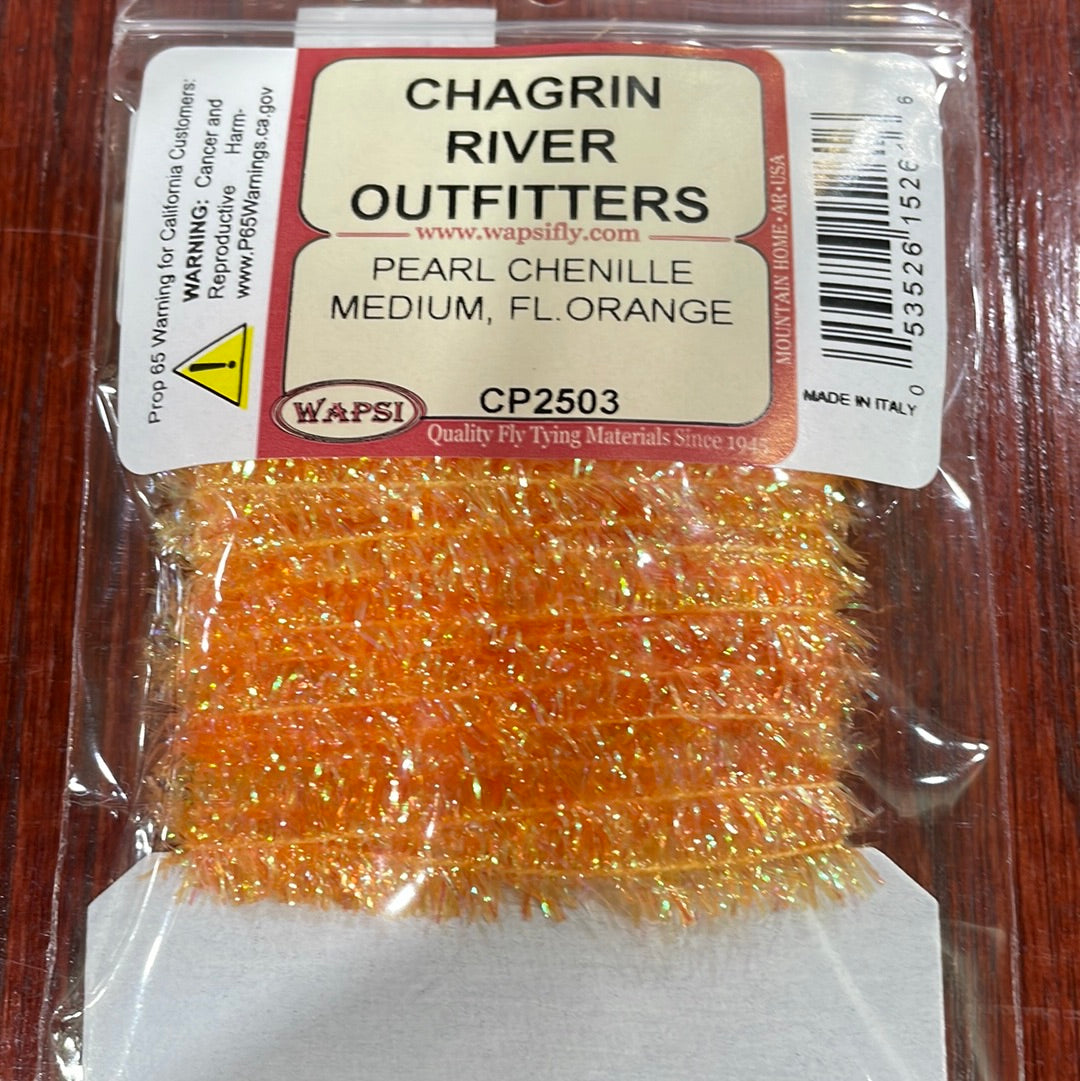 CHAGRIN
RIVER
OUTFITTERS
www.wapsifly.com
PEARL CHENILLE
MEDIUM, FL.ORANGE
CP2503
WAPSI
Quality Fly Tying Materials Since 1945
Prop 65 Warning for California Customers:
WARNING: Cancer and
Reproductive Harm-
www.P65Warnings.ca.gov
MOUNTAIN HOME•AR•USA
MADE IN ITALY